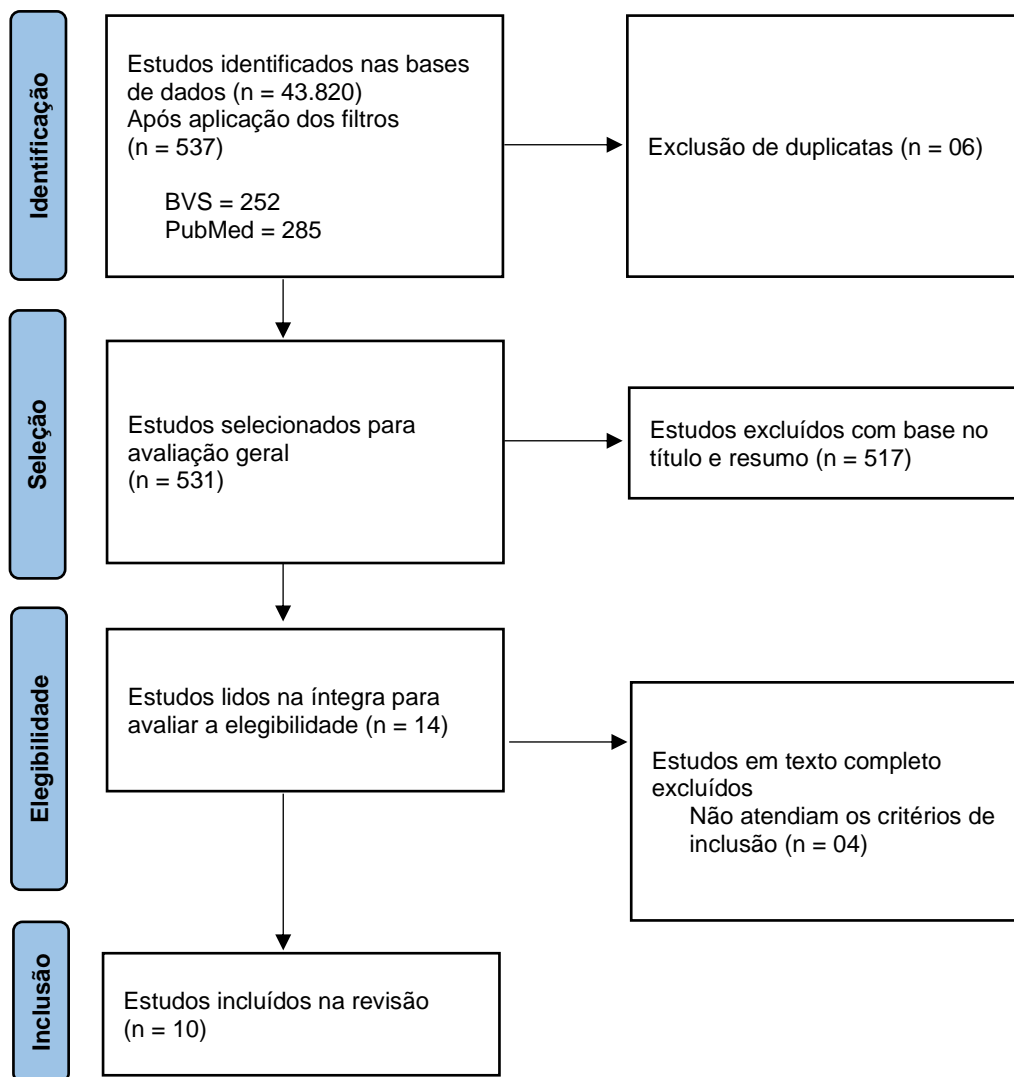 Identificação
Estudos identificados nas bases
de dados (n = 43.820)
Após aplicação dos filtros
(n = 537)
BVS = 252
PubMed = 285
Exclusão de duplicatas (n = 06)
Seleção
Estudos selecionados para
avaliação geral
(n = 531)
Estudos excluídos com base no
título e resumo (n = 517)
Elegibilidade
Estudos lidos na íntegra para
avaliar a elegibilidade (n = 14)
Estudos em texto completo
excluídos
Não atendiam os critérios de
inclusão (n = 04)
Inclusão
Estudos incluídos na revisão
(n = 10)